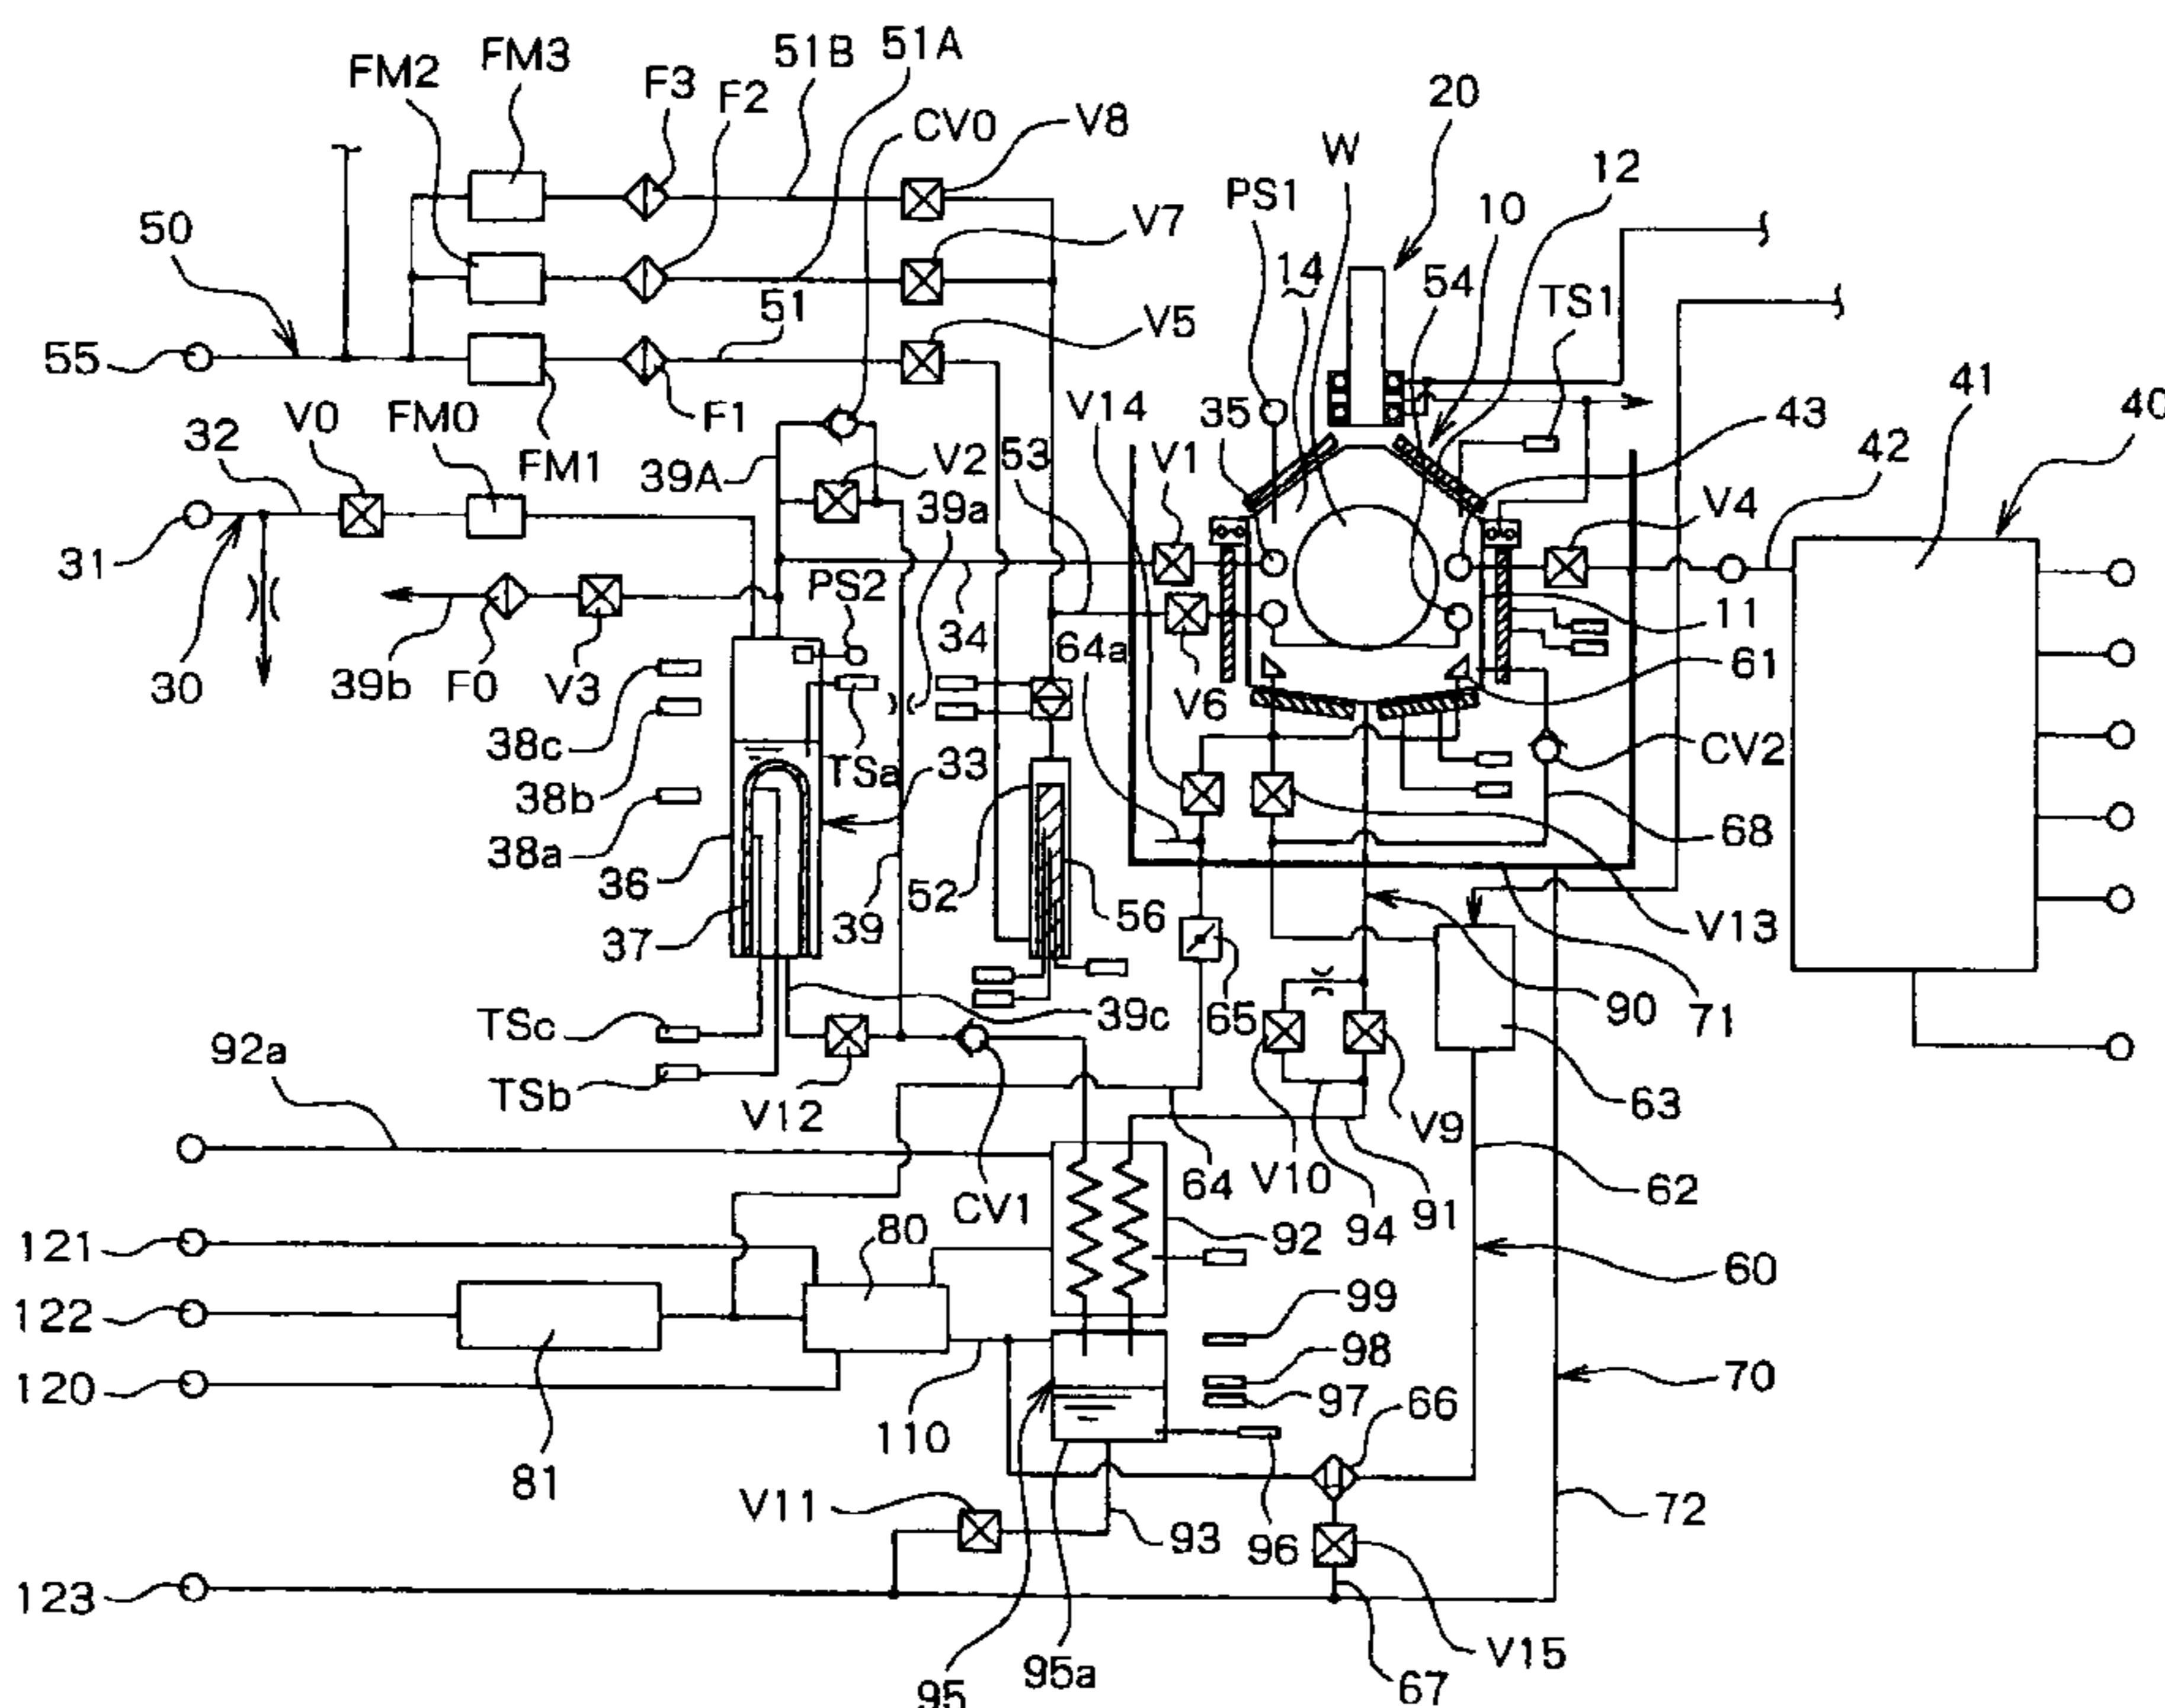 51B
51A
FM3
FM2
F3
F2
CV0
V8
20
W
12
PS1
10
50
V7
14
54
TS1
51
V5
55
V0
FM0
F1
V14
35
41
40
32
FM1
39A
V2
53
V1
43
42
39a
V4
31
PS2
11
30
39b
F0
V3
34
64a
V6
61
38c
TSa
33
CV2
38b
38a
68
36
52
56
37
39
V13
TSc
39c
65
71
90
92a
TSb
V12
V9
63
64
V10
62
CV1
94
91
121
80
92
60
122
99
98
120
97
66
70
110
81
V11
93
96
72
123
V15
95a
67
95